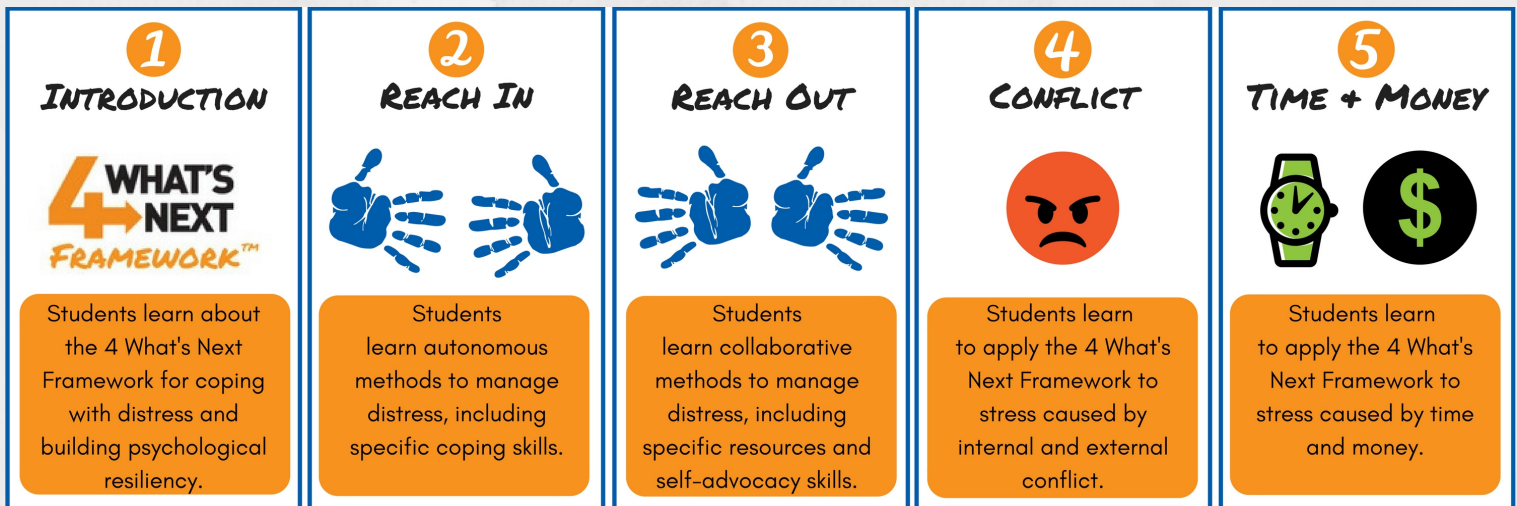 1
INTRODUCTION
4 WHAT'S
NEXT
FRAMEWORK™
Students learn about
the 4 What's Next
Framework for coping
with distress and
building psychological
resiliency.
2
REACH IN
Students
learn autonomous
methods to manage
distress, including
specific coping skills.
3
REACH OUT
Students
learn collaborative
methods to manage
distress, including
specific resources and
self-advocacy skills.
4
CONFLICT
Students learn
to apply the 4 What's
Next Framework to
stress caused by
internal and external
conflict.
5
TIME + MONEY
$
Students learn
to apply the 4 What's
Next Framework to
stress caused by time
and money.